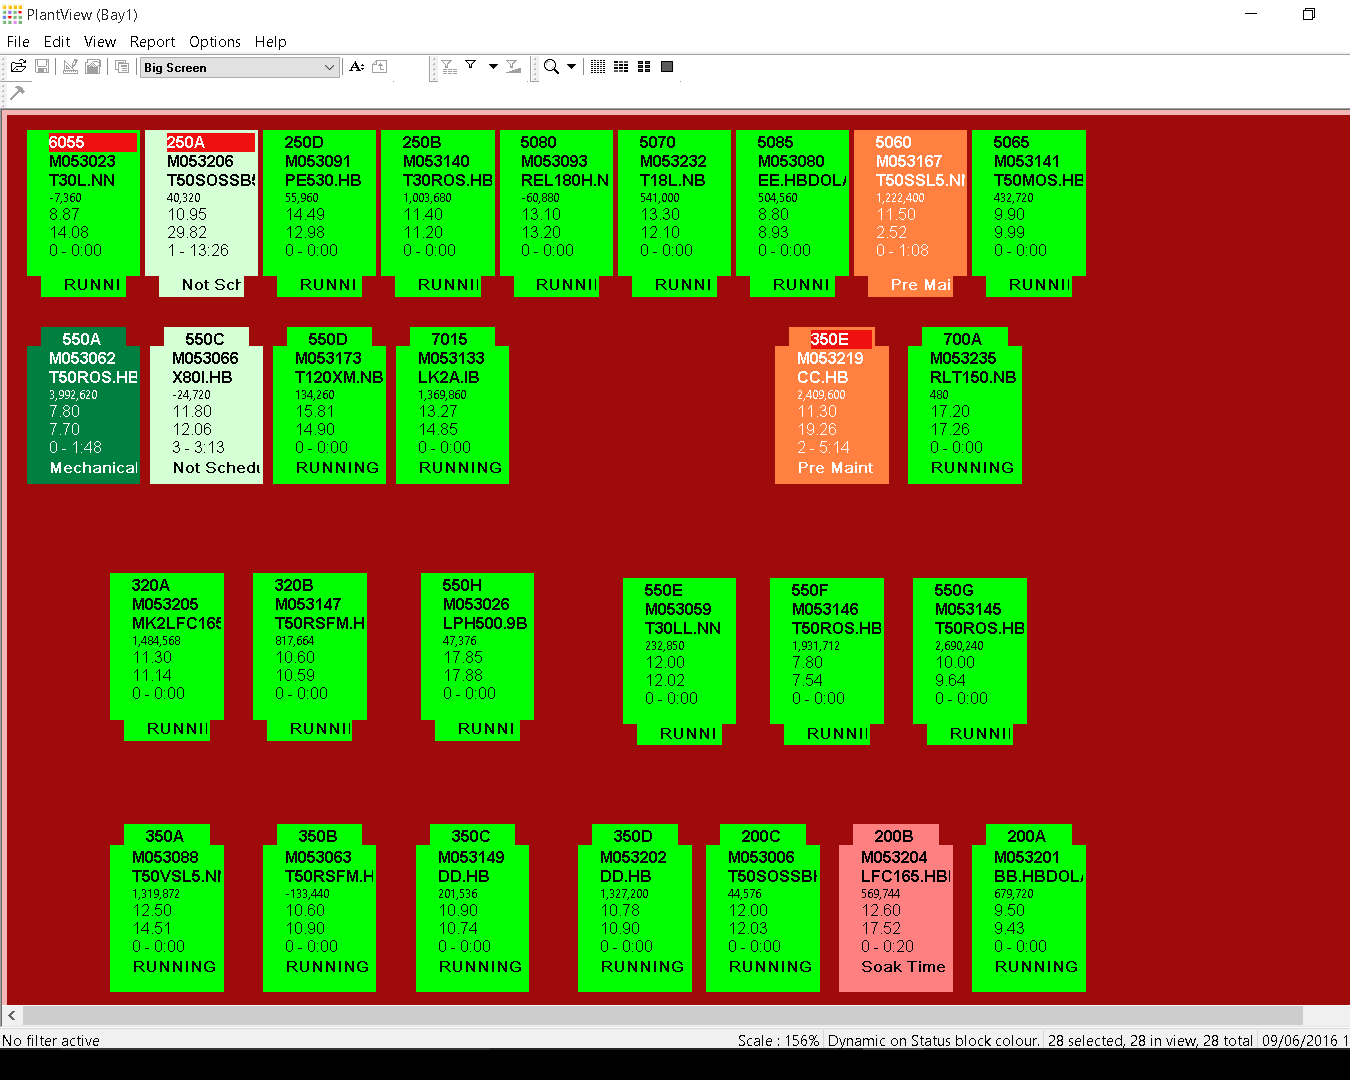 PlantView (Bay1)
File Edit View Report Options Help
Big Screen
6055
M053023
T30L.NN
-7,360
8.87
14.08
0 - 0:00
RUNNI
250A
M053206
T50SOSSB
40,320
10.95
29.82
1 - 13:26
Not Sch
250D
M053091
PE530.HB
55,960
14.49
12.98
0 - 0:00
RUNNI
250B
M053140
T30ROS.HB
1,003,680
11.40
11.20
0 - 0:00
RUNNI
5080
M053093
REL180H.N
-60,880
13.10
13.20
0 - 0:00
RUNNI
5070
M053232
T18L.NB
541,000
13.30
12.10
0 - 0:00
RUNNI
5085
M053080
EE.HBDOL
504,560
8.80
8.93
0 - 0:00
RUNNI
5060
M053167
T50SSL5.N
1,222,400
11.50
2.52
0 - 1:08
Pre Mai
5065
M053141
T50MOS.HB
432,720
9.90
9.99
0 - 0:00
RUNNI
550A
M053062
T50ROS.HB
3,992,620
7.80
7.70
0 - 1:48
Mechanical
550C
M053066
X80I.HB
-24,720
11.80
12.06
3 - 3:13
Not Schedu
550D
M053173
T120XM.NB
134,260
15.81
14.90
0 - 0:00
RUNNING
7015
M053133
LK2A.IB
1,369,860
13.27
14.85
0 - 0:00
RUNNING
350E
M053219
CC.HB
2,409,600
11.30
19.26
2 - 5:14
Pre Maint
700A
M053235
RLT150.NB
480
17.20
17.26
0 - 0:00
RUNNING
320A
M053205
MK2LFC165
1,484,568
11.30
11.14
0 - 0:00
RUNNI
320B
M053147
T50RSFM.H
817,664
10.60
10.59
0 - 0:00
RUNNI
550H
M053026
LPH500.9B
47,376
17.85
17.88
0 - 0:00
RUNNI
550E
M053059
T30LL.NN
232,850
12.00
12.02
0 - 0:00
RUNNI
550F
M053146
T50ROS.HB
1,931,712
7.80
7.54
0 - 0:00
RUNNI
550G
M053145
T50ROS.HB
2,690,240
10.00
9.64
0 - 0:00
RUNNI
350A
M053088
T50VSL5.N
1,319,872
12.50
14.51
0 - 0:00
RUNNING
350B
M053063
T50RSFM.H
-133,440
10.60
10.90
0 - 0:00
RUNNING
350C
M053149
DD.HB
201,536
10.90
10.74
0 - 0:00
RUNNING
350D
M053202
DD.HB
1,327,200
10.78
10.90
0 - 0:00
RUNNING
200C
M053006
T50SOSSB
44,576
12.00
12.03
0 - 0:00
RUNNING
200B
M053204
LFC165.HB
569,744
12.60
17.52
0 - 0:20
Soak Time
200A
M053201
BB.HBDOL
679,720
9.50
9.43
0 - 0:00
RUNNING
No filter active
Scale : 156% Dynamic on Status block colour. 28 selected, 28 in view, 28 total 09/06/2016 1